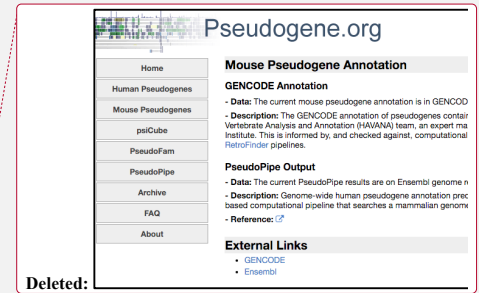 Pseudogene.org
Home
Human Pseudogenes
Mouse Pseudogenes
psiCube
PseudoFam
PseudoPipe
Archive
FAQ
About
Mouse Pseudogene Annotation
GENCODE Annotation
- Data: The current mouse pseudogene annotation is in GENCOD
- Description: The GENCODE annotation of pseudogenes contain
Vertebrate Analysis and Annotation (HAVANA) team, an expert ma
Institute. This is informed by, and checked against, computational
RetroFinder pipelines.
PseudoPipe Output
- Data: The current PseudoPipe results are on Ensembl genome r
- Description: Genome-wide human pseudogene annotation pred
based computational pipeline that searches a mammalian genome
- Reference:
External Links
• GENCODE
• Ensembl
Deleted: